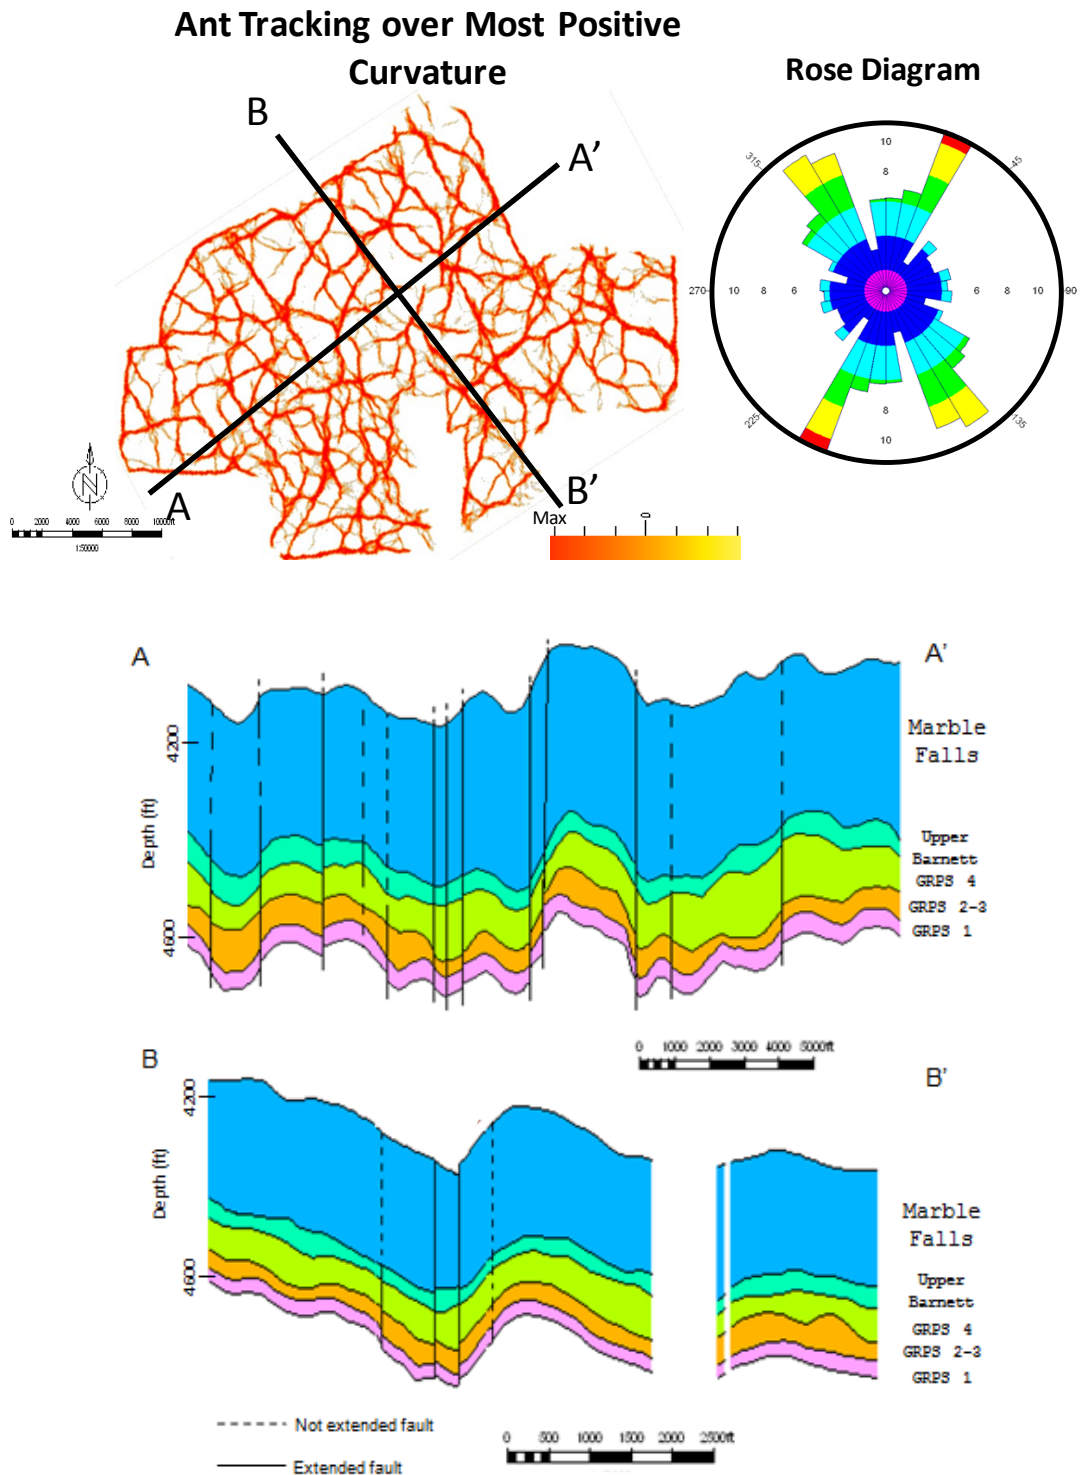 Ant Tracking over Most Positive
Curvature
Rose Diagram
B
A'
A
B'
N
0 2000 4000 6000 8000 10000ft
1:50000
Max
0
315
45
270
90
225
135
10
8
10 8 6
6 8 10
8
10
A
A'
4200
4600
Depth (ft)
Marble
Falls
Upper
Barnett
GRPS 4
GRPS 2-3
GRPS 1
0 1000 2000 3000 4000 5000ft
B
B'
4200
4600
Depth (ft)
Marble
Falls
Upper
Barnett
GRPS 4
GRPS 2-3
GRPS 1
Not extended fault
Extended fault
0 500 1000 1500 2000 2500ft